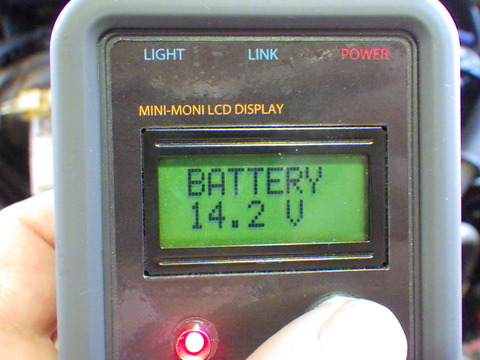 LIGHT LINK POWER
MINI-MONI LCD DISPLAY
BATTERY
14.2 V